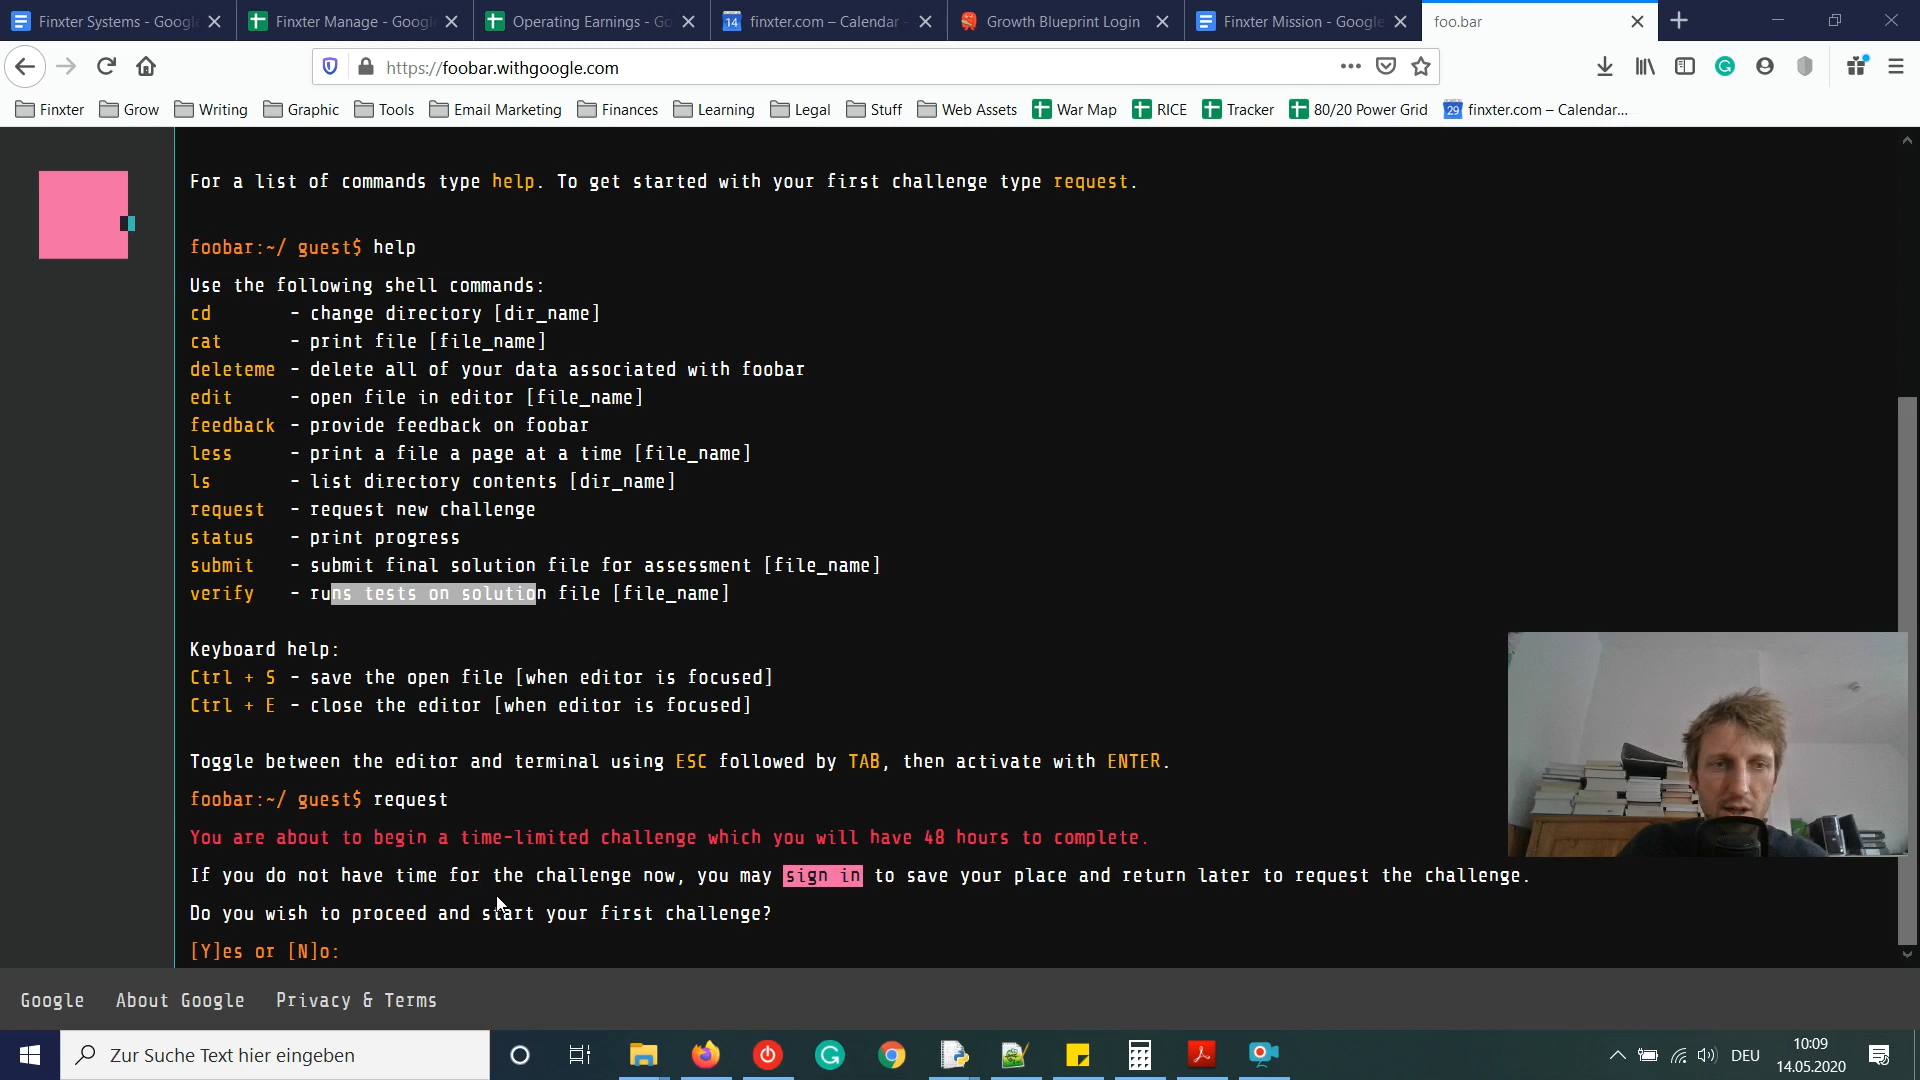 Finxter Systems - Google
Finxter Manage - Googl
Operating Earnings - Go
14
finxter.com – Calendar -
Growth Blueprint Login
Finxter Mission - Google
foo.bar
https://foobar.withgoogle.com
Finxter
Grow
Writing
Graphic
Tools
Email Marketing
Finances
Learning
Legal
Stuff
Web Assets
War Map
RICE
Tracker
80/20 Power Grid
29
finxter.com – Calendar...
For a list of commands type help. To get started with your first challenge type request.
foobar:~/ guest$ help
Use the following shell commands:
cd - change directory [dir_name]
cat - print file [file_name]
deleteme - delete all of your data associated with foobar
edit - open file in editor [file_name]
feedback - provide feedback on foobar
less - print a file a page at a time [file_name]
ls - list directory contents [dir_name]
request - request new challenge
status - print progress
submit - submit final solution file for assessment [file_name]
verify - runs tests on solution file [file_name]
Keyboard help:
Ctrl + S - save the open file [when editor is focused]
Ctrl + E - close the editor [when editor is focused]
Toggle between the editor and terminal using ESC followed by TAB, then activate with ENTER.
foobar:~/ guest$ request
You are about to begin a time-limited challenge which you will have 48 hours to complete.
If you do not have time for the challenge now, you may sign in to save your place and return later to request the challenge.
Do you wish to proceed and start your first challenge?
[Y]es or [N]o:
Google
About Google
Privacy & Terms
Zur Suche Text hier eingeben
DEU
10:09
14.05.2020